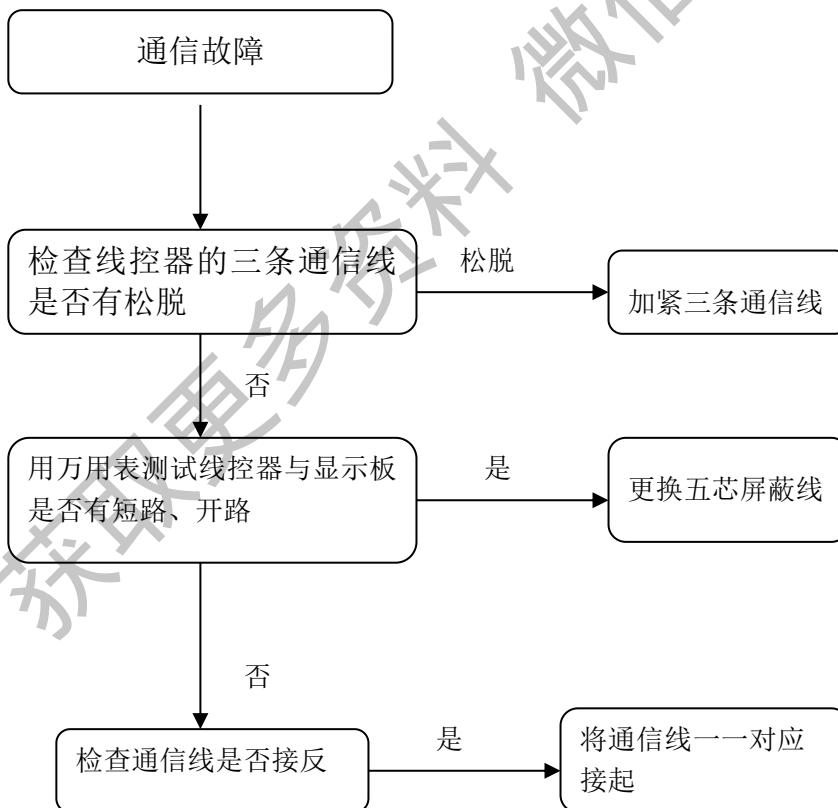 通信故障
检查线控器的三条通信线
是否有松脱
松脱
加紧三条通信线
否
用万用表测试线控器与显示板
是否有短路、开路
是
更换五芯屏蔽线
否
检查通信线是否接反
是
将通信线一一对应
接起
获取更多资料 微信